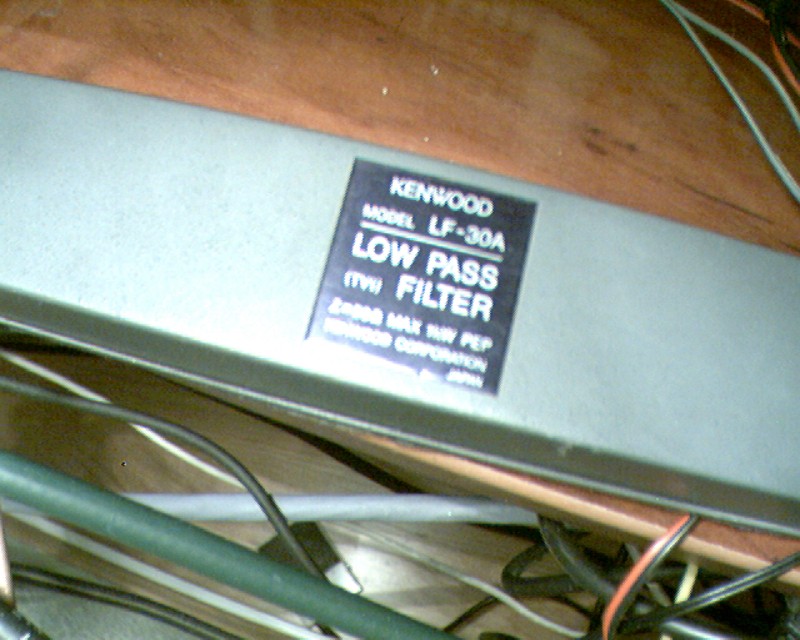 KENWOOD
MODEL LF-30A
LOW PASS
(TVI) FILTER
MAX 1KW PEP
KENWOOD CORPORATION
JAPAN